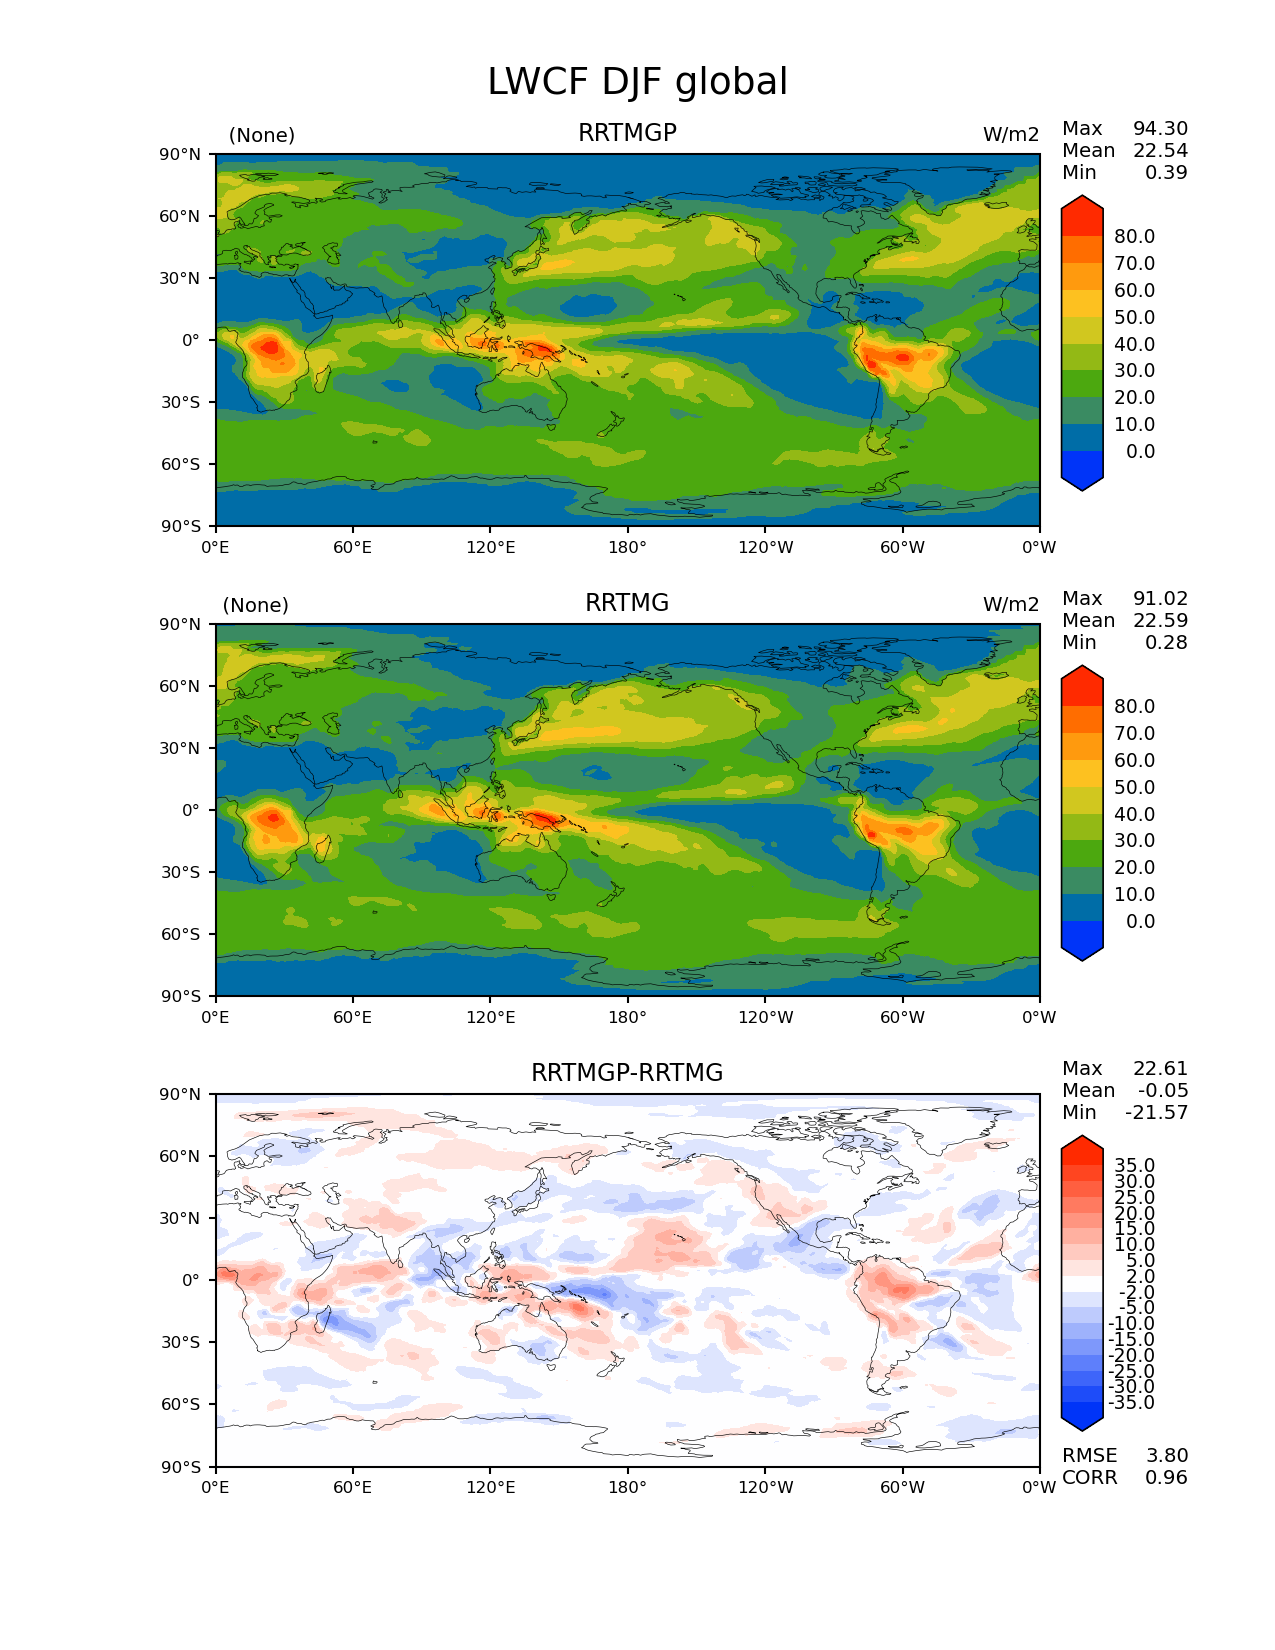 LWCF DJF global
(None) RRTMGP W/m2
Max 94.30
Mean 22.54
Min 0.39
90°N
60°N
30°N
0°
30°S
60°S
90°S
0°E 60°E 120°E 180° 120°W 60°W 0°W
80.0
70.0
60.0
50.0
40.0
30.0
20.0
10.0
0.0
(None) RRTMG W/m2
Max 91.02
Mean 22.59
Min 0.28
90°N
60°N
30°N
0°
30°S
60°S
90°S
0°E 60°E 120°E 180° 120°W 60°W 0°W
80.0
70.0
60.0
50.0
40.0
30.0
20.0
10.0
0.0
RRTMGP-RRTMG
Max 22.61
Mean -0.05
Min -21.57
90°N
60°N
30°N
0°
30°S
60°S
90°S
0°E 60°E 120°E 180° 120°W 60°W 0°W
35.0
30.0
25.0
20.0
15.0
10.0
5.0
2.0
-2.0
-5.0
-10.0
-15.0
-20.0
-25.0
-30.0
-35.0
RMSE 3.80
CORR 0.96